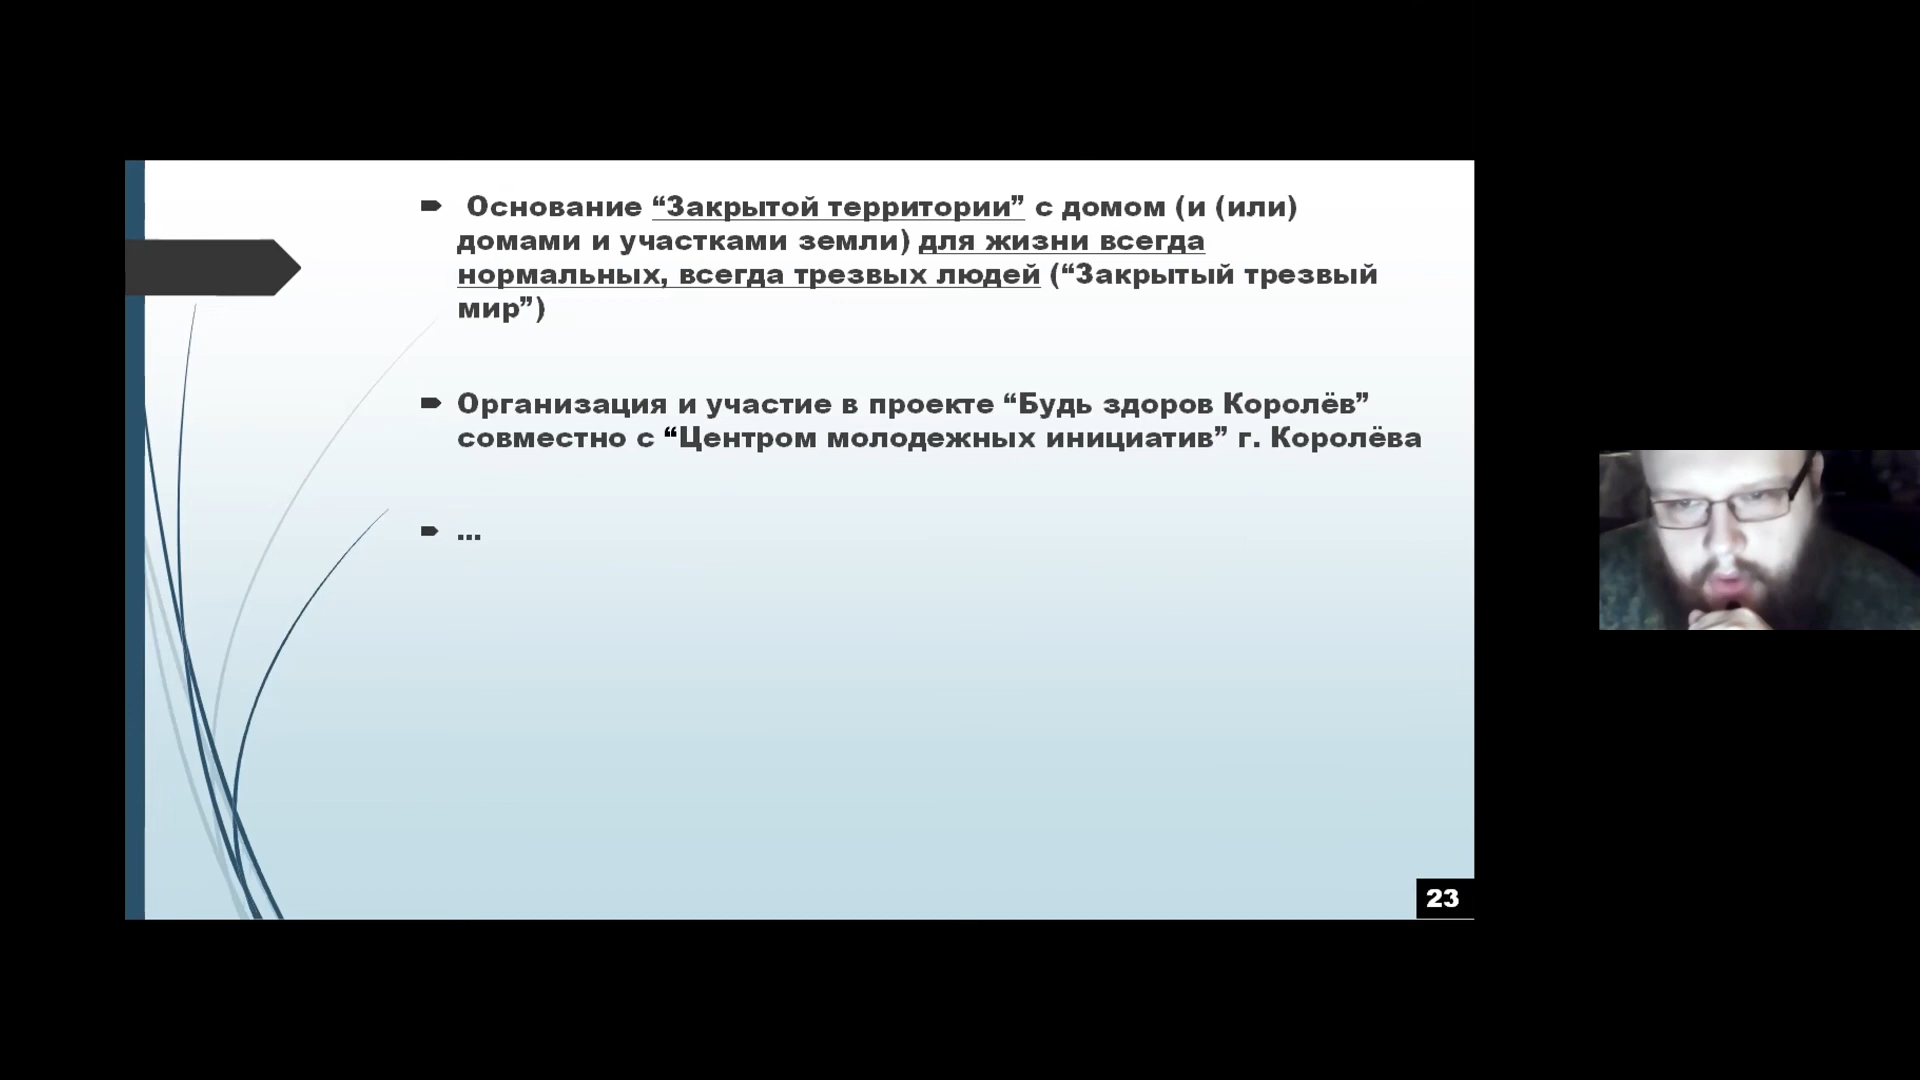 Основание “Закрытой территории” с домом (и (или)
домами и участками земли) для жизни всегда
нормальных, всегда трезвых людей (“Закрытый трезвый
мир”)
Организация и участие в проекте “Будь здоров Королёв”
совместно с “Центром молодежных инициатив” г. Королёва
...
23